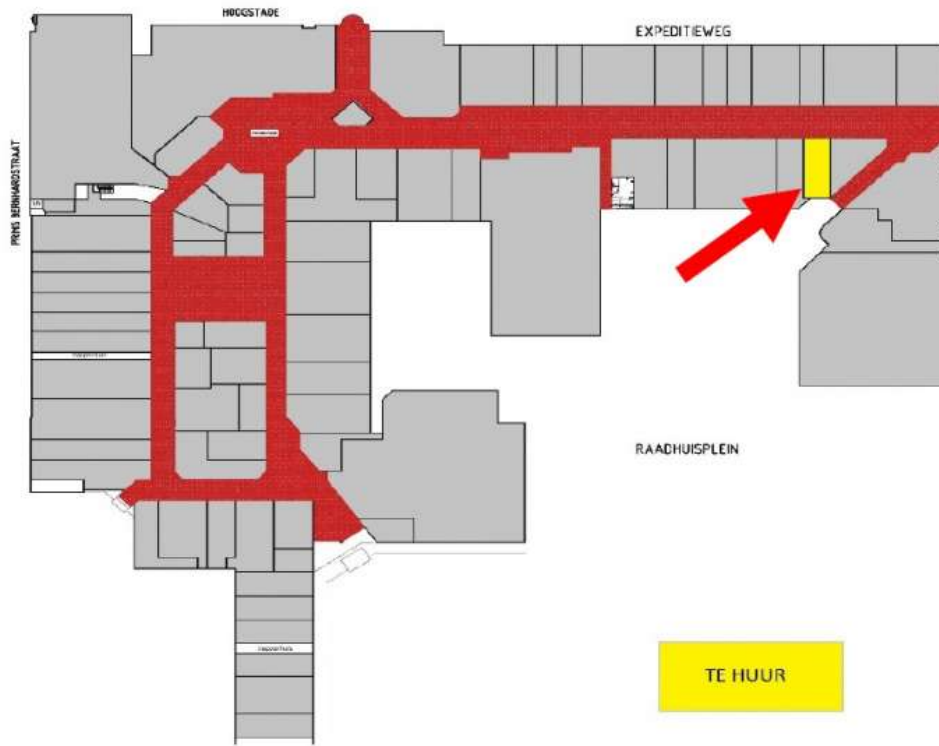 HOOGSTADE
EXPEDITIEWEG
PRINS BERNHARDSTRAAT
RAADHUISPLEIN
TE HUUR